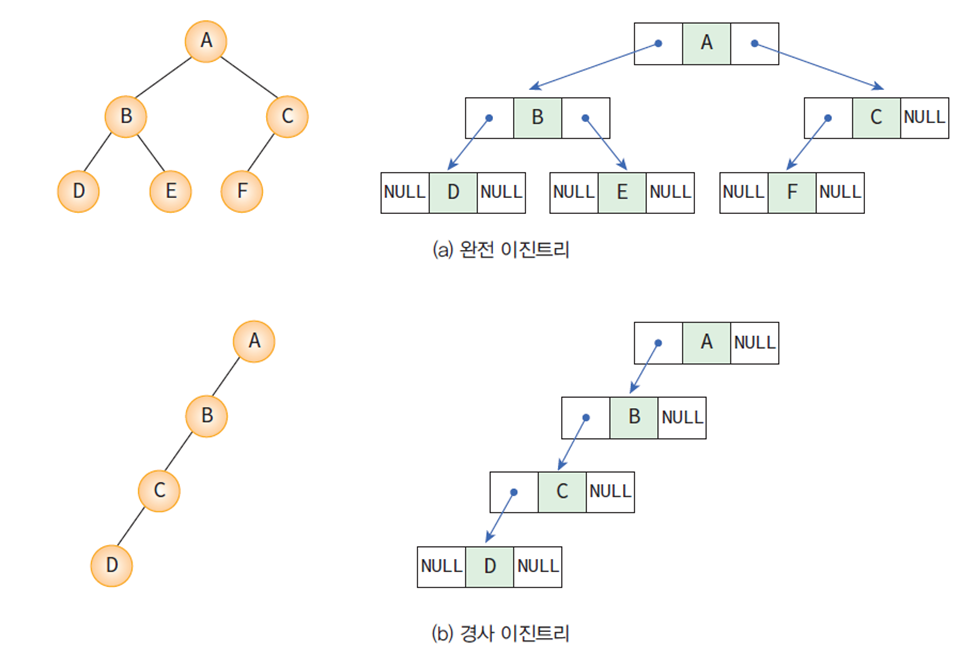 A
A
B
C
B
C NULL
D
E
F
NULL D NULL
NULL E NULL
NULL F NULL
(a) 완전 이진트리
A
A NULL
B
B NULL
C
C NULL
D
NULL D NULL
(b) 경사 이진트리